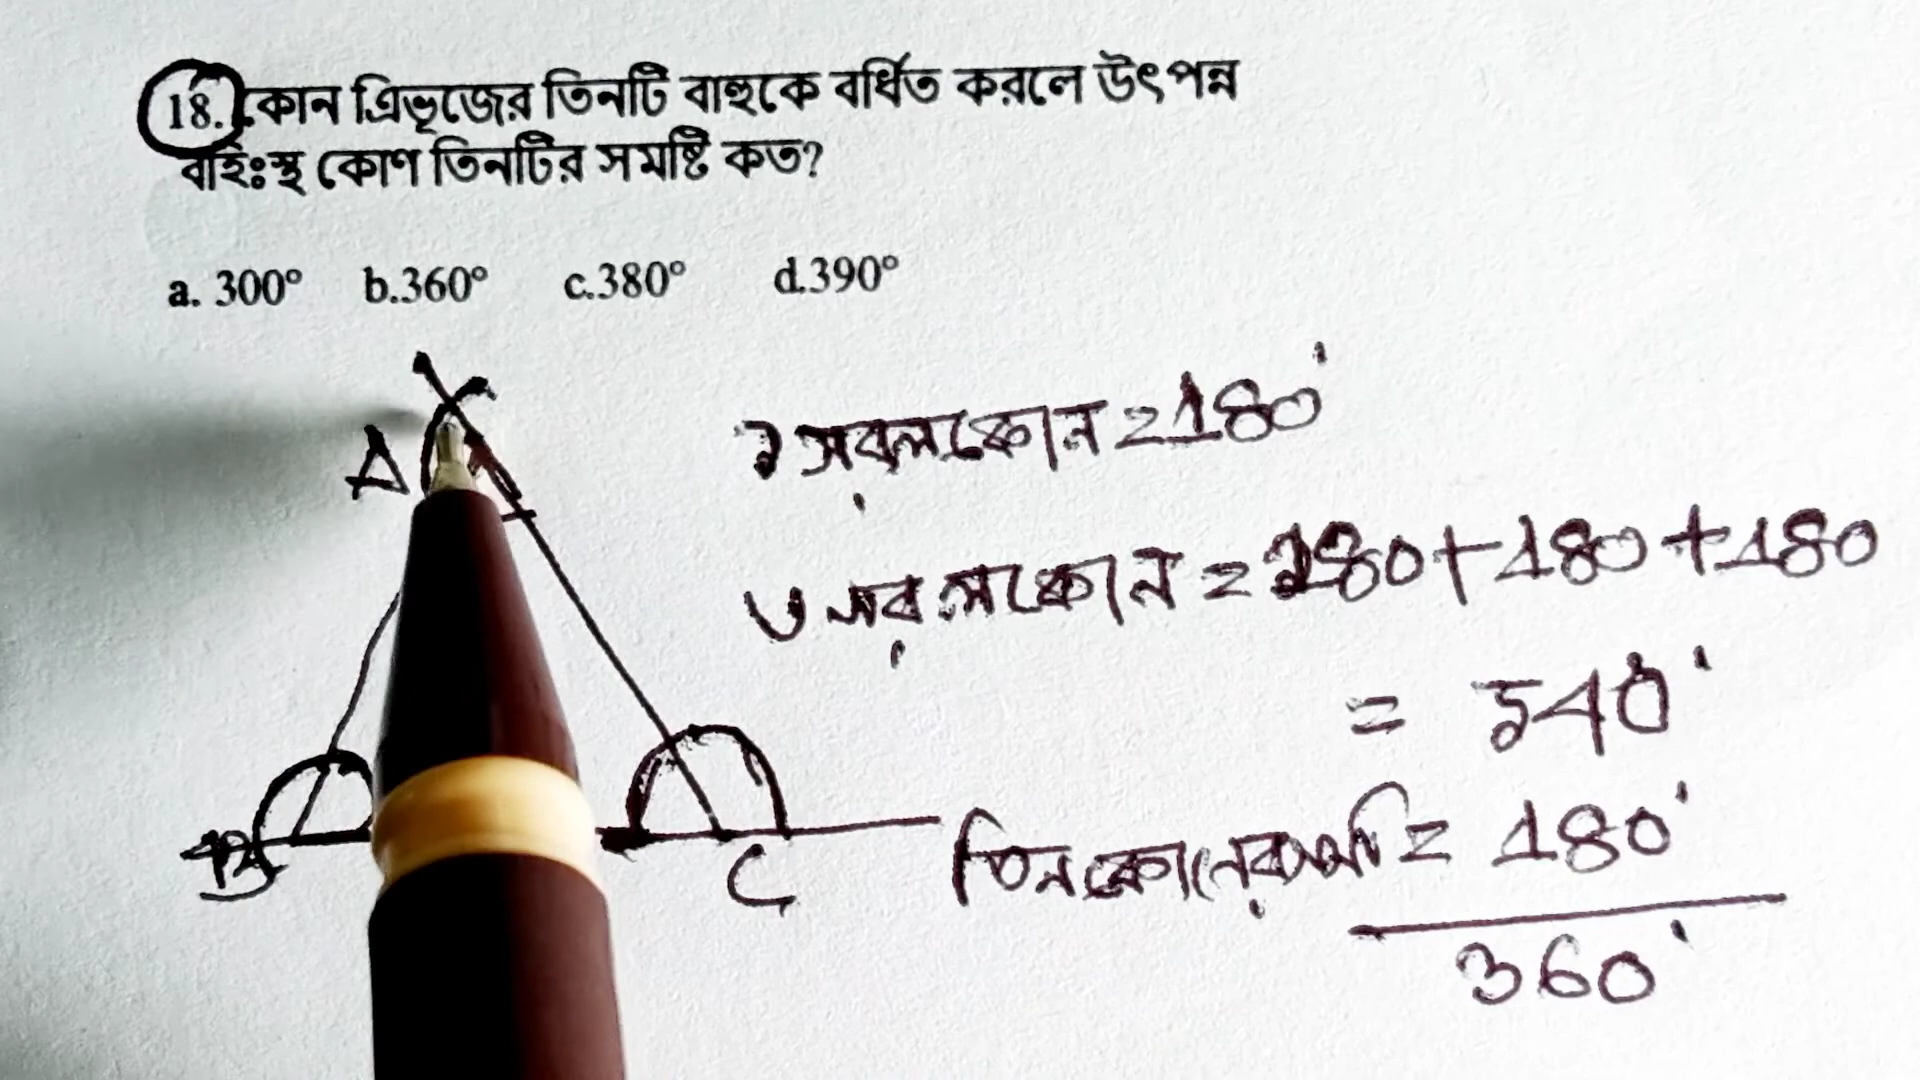 18. কোন ত্রিভূজের তিনটি বাহুকে বর্ধিত করলে উৎপন্ন
বহিঃস্থ কোণ তিনটির সমষ্টি কত?
a. 300° b.360° c.380° d.390°
A
B
C
১ সরলকোন = 180°
৩ সরলকোন = 180+180+180
= 540°
তিনকোনের = 180°
360°